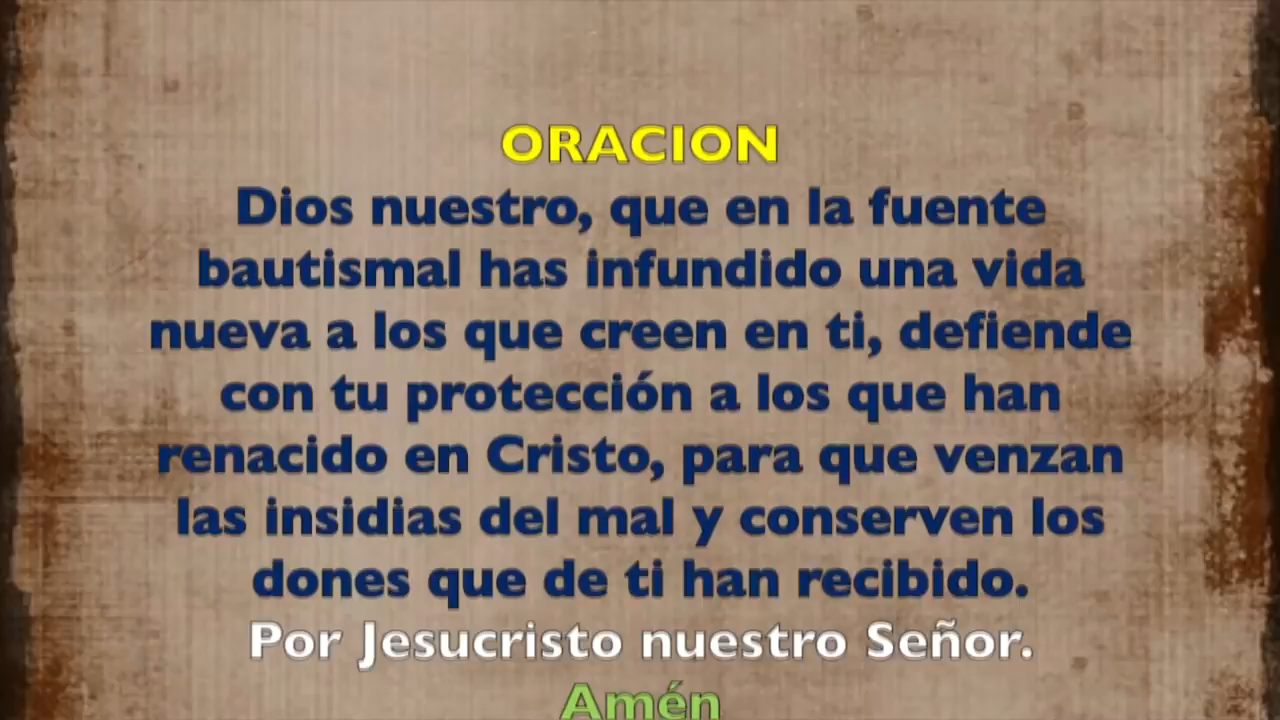 ORACION
Dios nuestro, que en la fuente
bautismal has infundido una vida
nueva a los que creen en ti, defiende
con tu protección a los que han
renacido en Cristo, para que venzan
las insidias del mal y conserven los
dones que de ti han recibido.
Por Jesucristo nuestro Señor.
Amén